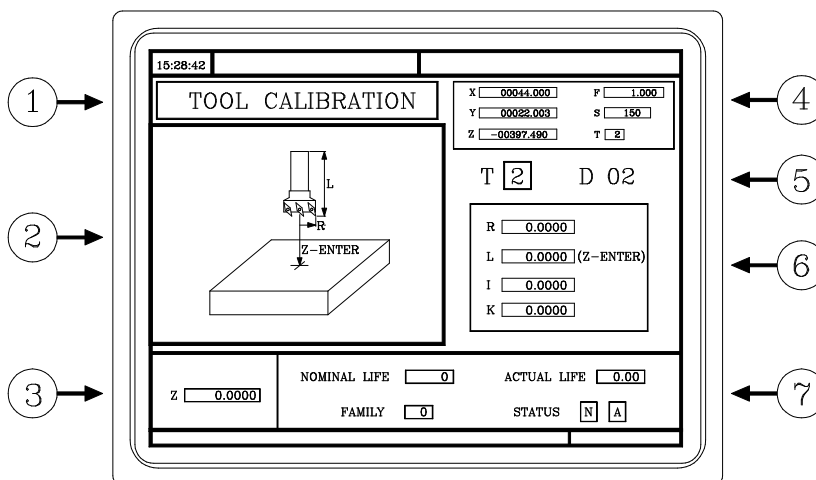 15:28:42
TOOL CALIBRATION
X 00044.000 F 1.000
Y 00022.003 S 150
Z -00397.490 T 2
1
4
T 2 D 02
5
L
R
Z-ENTER
2
R 0.0000
L 0.0000 (Z-ENTER)
I 0.0000
K 0.0000
6
3
Z 0.0000
NOMINAL LIFE 0 ACTUAL LIFE 0.00
FAMILY 0 STATUS N A
7